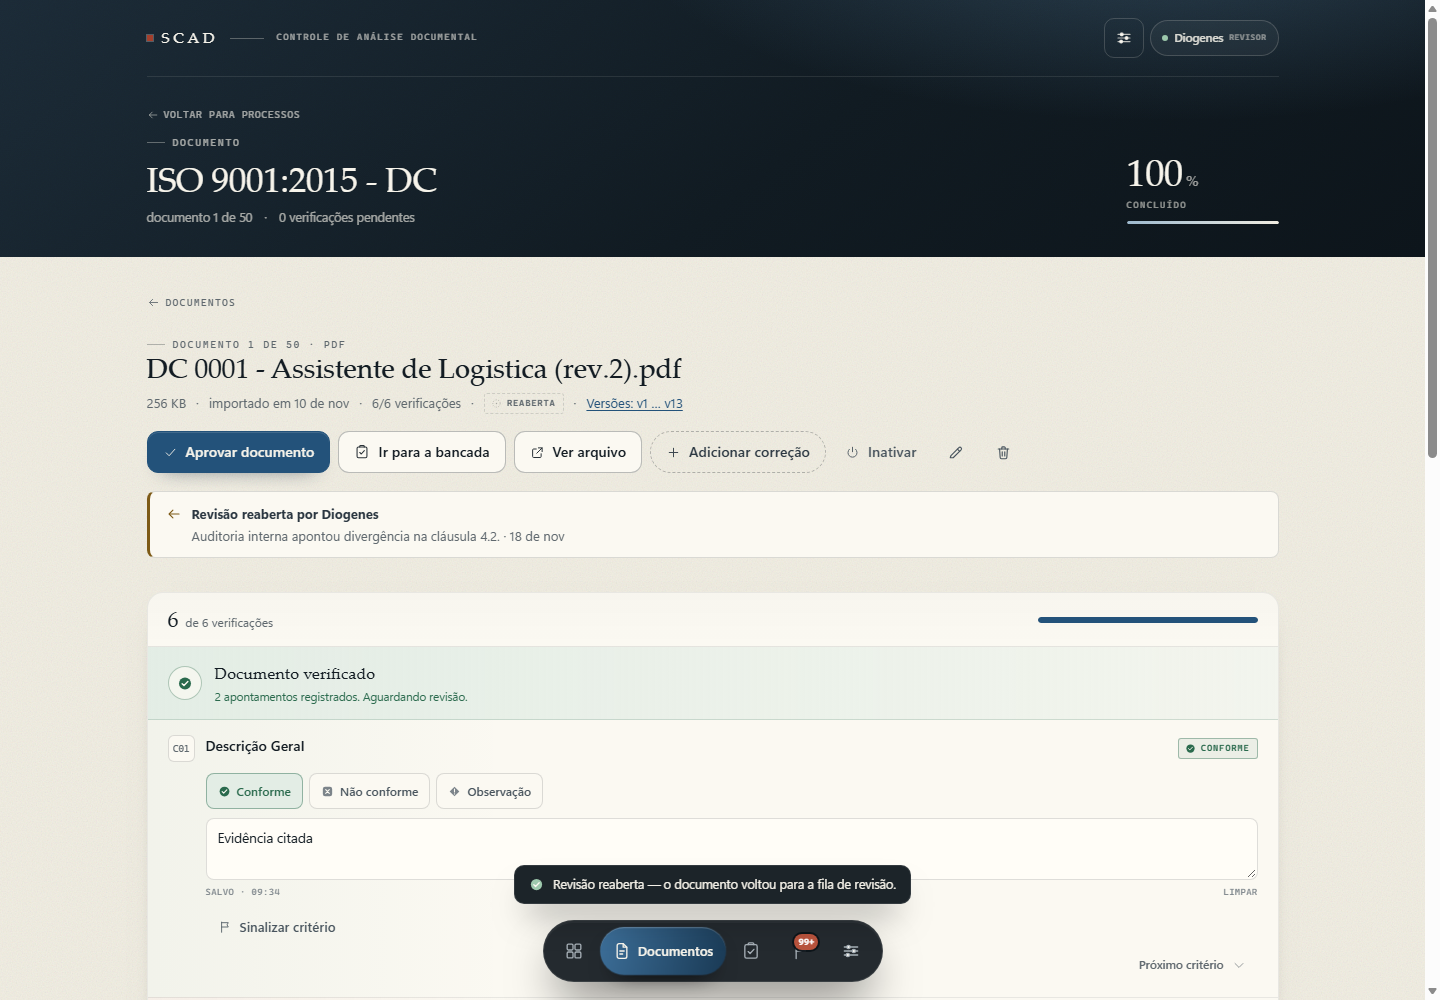 SCAD
CONTROLE DE ANÁLISE DOCUMENTAL
Diogenes REVISOR
← VOLTAR PARA PROCESSOS
DOCUMENTO
ISO 9001:2015 - DC
documento 1 de 50 · 0 verificações pendentes
100 %
CONCLUÍDO
← DOCUMENTOS
DOCUMENTO 1 DE 50 · PDF
DC 0001 - Assistente de Logistica (rev.2).pdf
256 KB · importado em 10 de nov · 6/6 verificações · REABERTA · Versões: v1 ... v13
Aprovar documento
Ir para a bancada
Ver arquivo
Adicionar correção
Inativar
Revisão reaberta por Diogenes
Auditoria interna apontou divergência na cláusula 4.2. · 18 de nov
6 de 6 verificações
Documento verificado
2 apontamentos registrados. Aguardando revisão.
C01 Descrição Geral
CONFORME
Conforme
Não conforme
Observação
Evidência citada
SALVO · 09:34
LIMPAR
Revisão reaberta — o documento voltou para a fila de revisão.
Sinalizar critério
Documentos
99+
Próximo critério